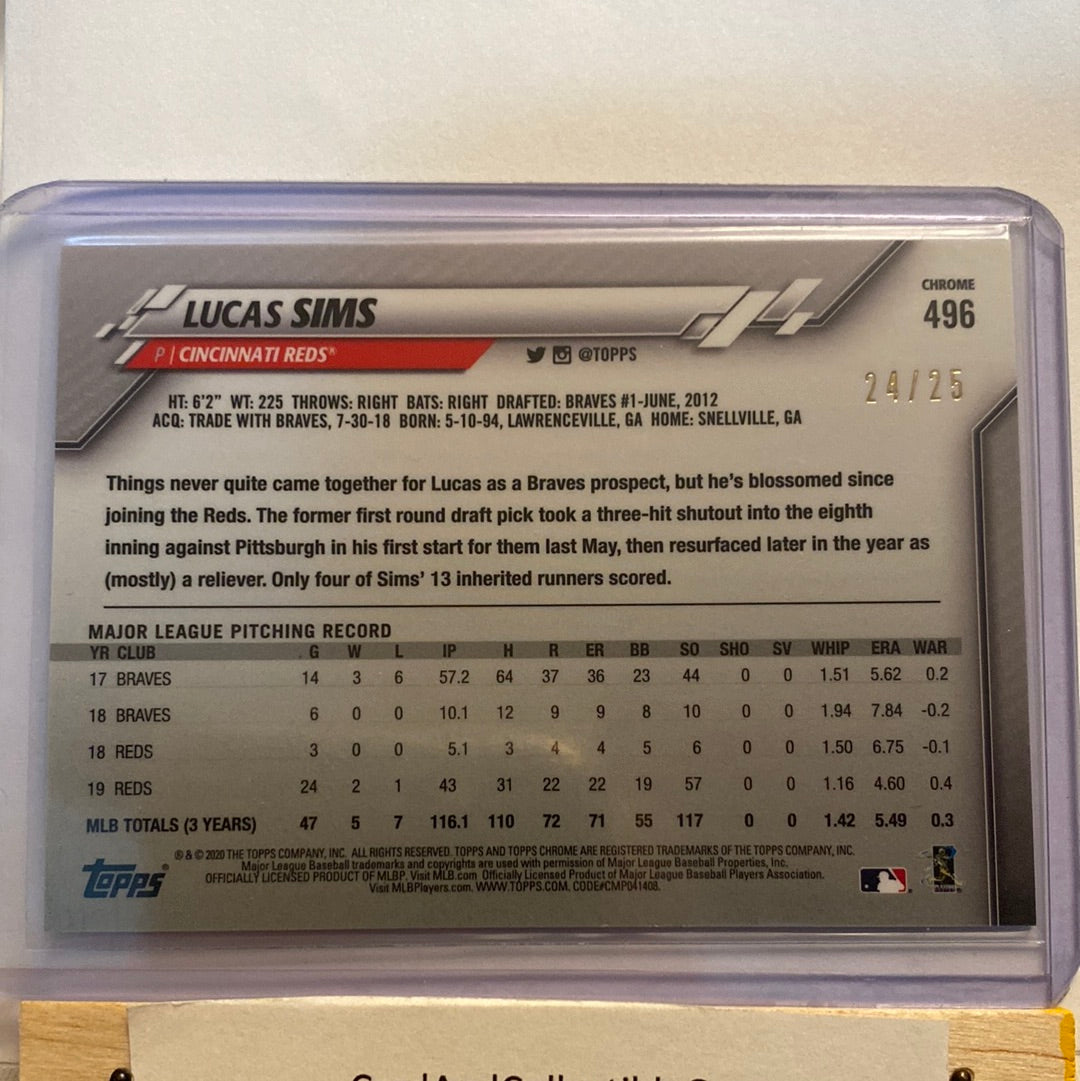 LUCAS SIMS
CHROME
496
P | CINCINNATI REDS®
@TOPPS
24/25
HT: 6'2" WT: 225 THROWS: RIGHT BATS: RIGHT DRAFTED: BRAVES #1-JUNE, 2012
ACQ: TRADE WITH BRAVES, 7-30-18 BORN: 5-10-94, LAWRENCEVILLE, GA HOME: SNELLVILLE, GA
Things never quite came together for Lucas as a Braves prospect, but he's blossomed since
joining the Reds. The former first round draft pick took a three-hit shutout into the eighth
inning against Pittsburgh in his first start for them last May, then resurfaced later in the year as
(mostly) a reliever. Only four of Sims' 13 inherited runners scored.
MAJOR LEAGUE PITCHING RECORD
YR CLUB G W L IP H R ER BB SO SHO SV WHIP ERA WAR
17 BRAVES 14 3 6 57.2 64 37 36 23 44 0 0 1.51 5.62 0.2
18 BRAVES 6 0 0 10.1 12 9 9 8 10 0 0 1.94 7.84 -0.2
18 REDS 3 0 0 5.1 3 4 4 5 6 0 0 1.50 6.75 -0.1
19 REDS 24 2 1 43 31 22 22 19 57 0 0 1.16 4.60 0.4
MLB TOTALS (3 YEARS) 47 5 7 116.1 110 72 71 55 117 0 0 1.42 5.49 0.3
® & © 2020 THE TOPPS COMPANY, INC. ALL RIGHTS RESERVED. TOPPS AND TOPPS CHROME ARE REGISTERED TRADEMARKS OF THE TOPPS COMPANY, INC.
Major League Baseball trademarks and copyrights are used with permission of Major League Baseball Properties, Inc.
OFFICIALLY LICENSED PRODUCT OF MLBP. Visit MLB.com Officially Licensed Product of Major League Baseball Players Association.
Visit MLBPlayers.com. WWW.TOPPS.COM. CODE#CMP041408.
Topps®